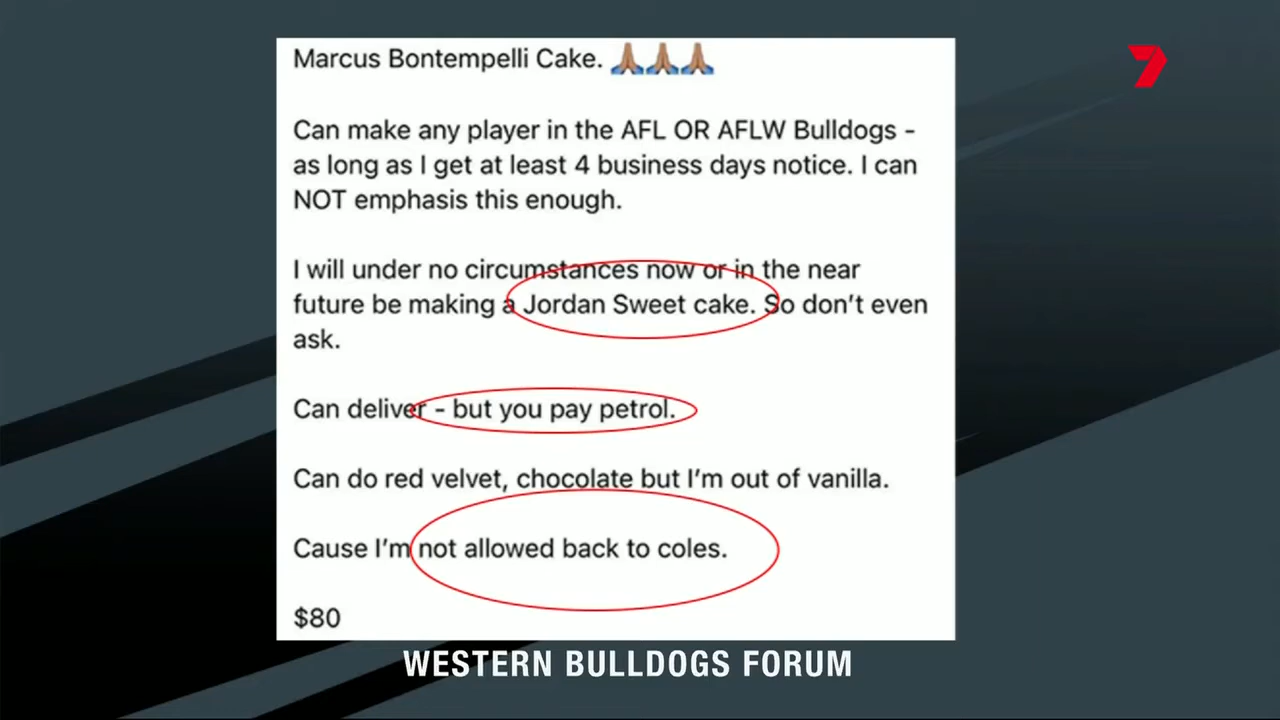 Marcus Bontempelli Cake. 🙏🏽🙏🏽🙏🏽
7
Can make any player in the AFL OR AFLW Bulldogs -
as long as I get at least 4 business days notice. I can
NOT emphasis this enough.
I will under no circumstances now or in the near
future be making a Jordan Sweet cake. So don't even
ask.
Can deliver - but you pay petrol.
Can do red velvet, chocolate but I'm out of vanilla.
Cause I'm not allowed back to coles.
$80
WESTERN BULLDOGS FORUM